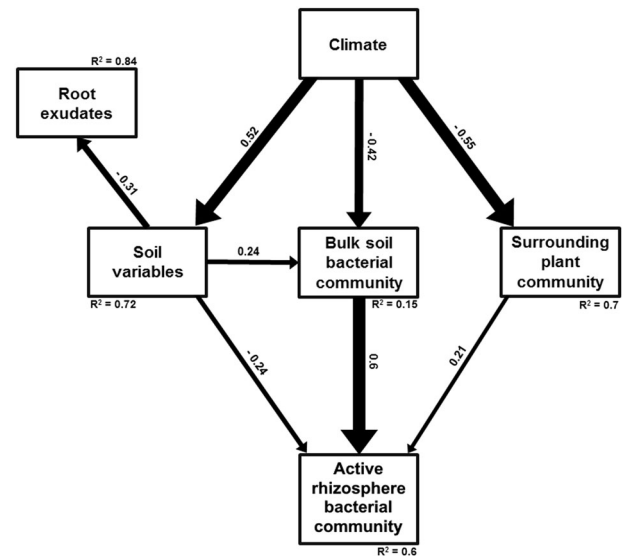 Climate
R² = 0.84
Root
exudates
0.52
- 0.42
- 0.55
- 0.31
Soil
variables
R² = 0.72
0.24
Bulk soil
bacterial
community
R² = 0.15
Surrounding
plant
community
R² = 0.7
- 0.24
0.6
0.21
Active
rhizosphere
bacterial
community
R² = 0.6